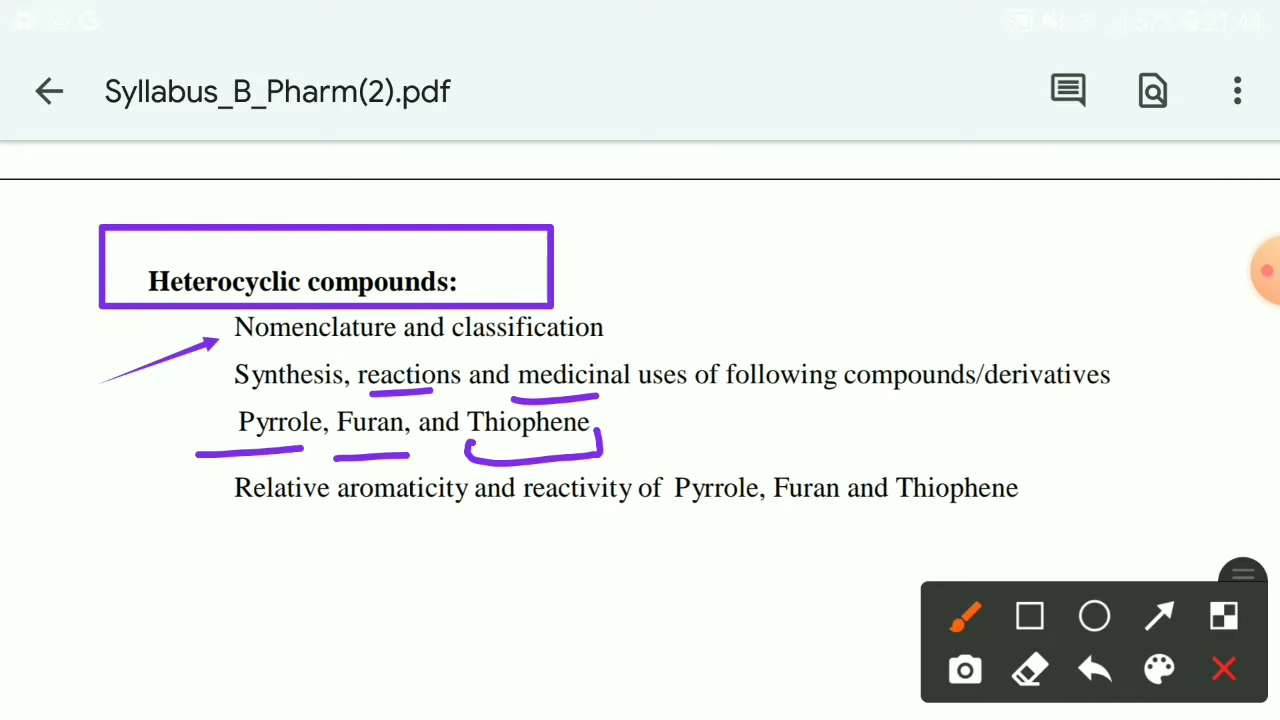 Syllabus_B_Pharm(2).pdf
Heterocyclic compounds:
Nomenclature and classification
Synthesis, reactions and medicinal uses of following compounds/derivatives
Pyrrole, Furan, and Thiophene
Relative aromaticity and reactivity of Pyrrole, Furan and Thiophene